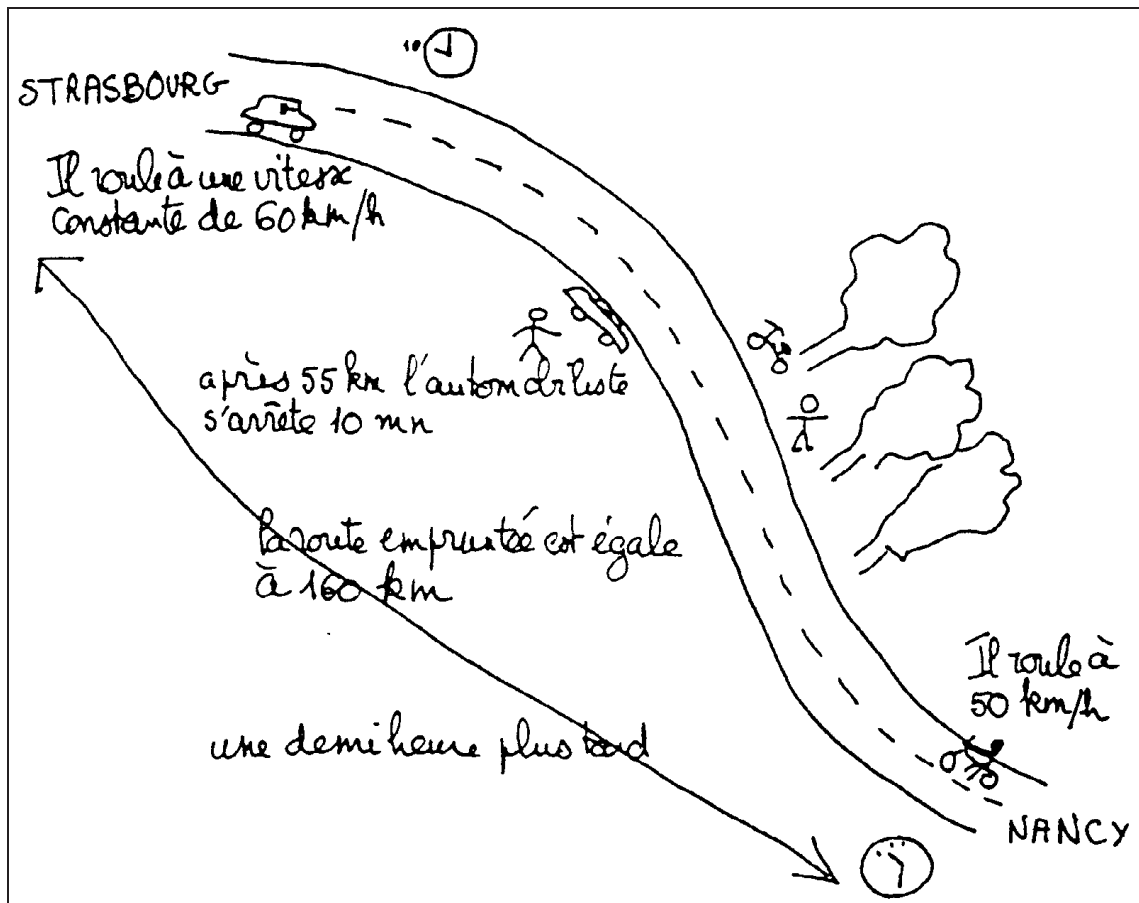 STRASBOURG
Il roule à une vitesse
constante de 60 km/h
après 55 km l'automobiliste
s'arrête 10 mn
la route empruntée est égale
à 160 km
Il roule à
50 km/h
une demi heure plus tard
NANCY